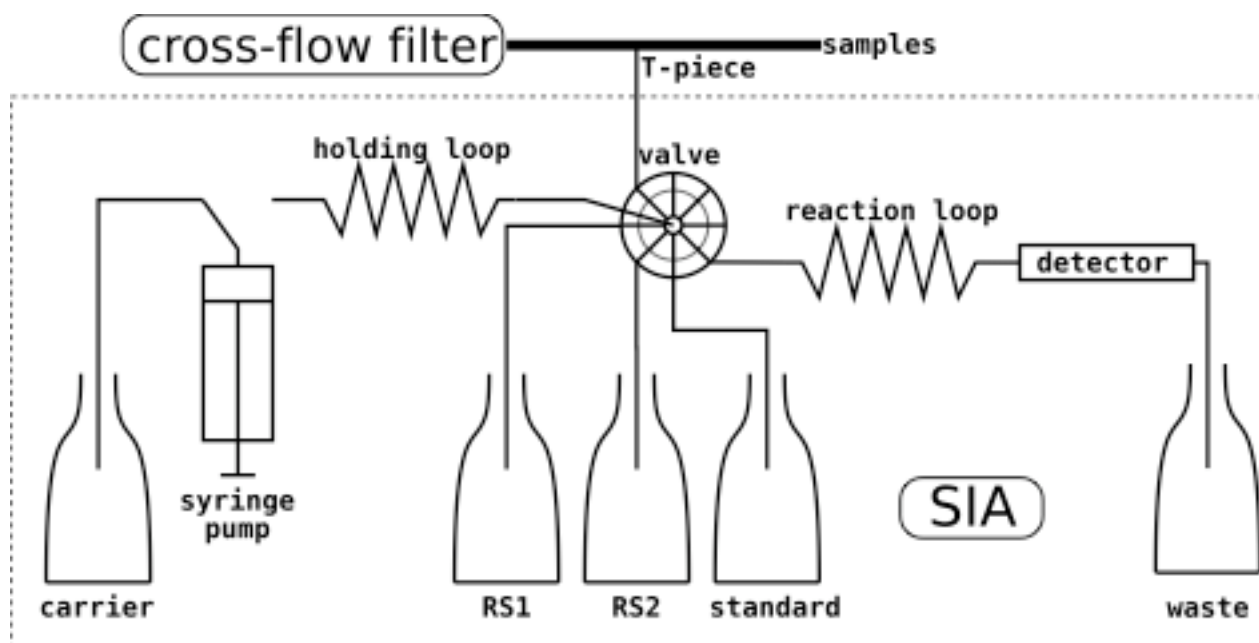 cross-flow filter
samples
T-piece
holding loop
valve
reaction loop
detector
syringe
pump
SIA
carrier
RS1
RS2
standard
waste